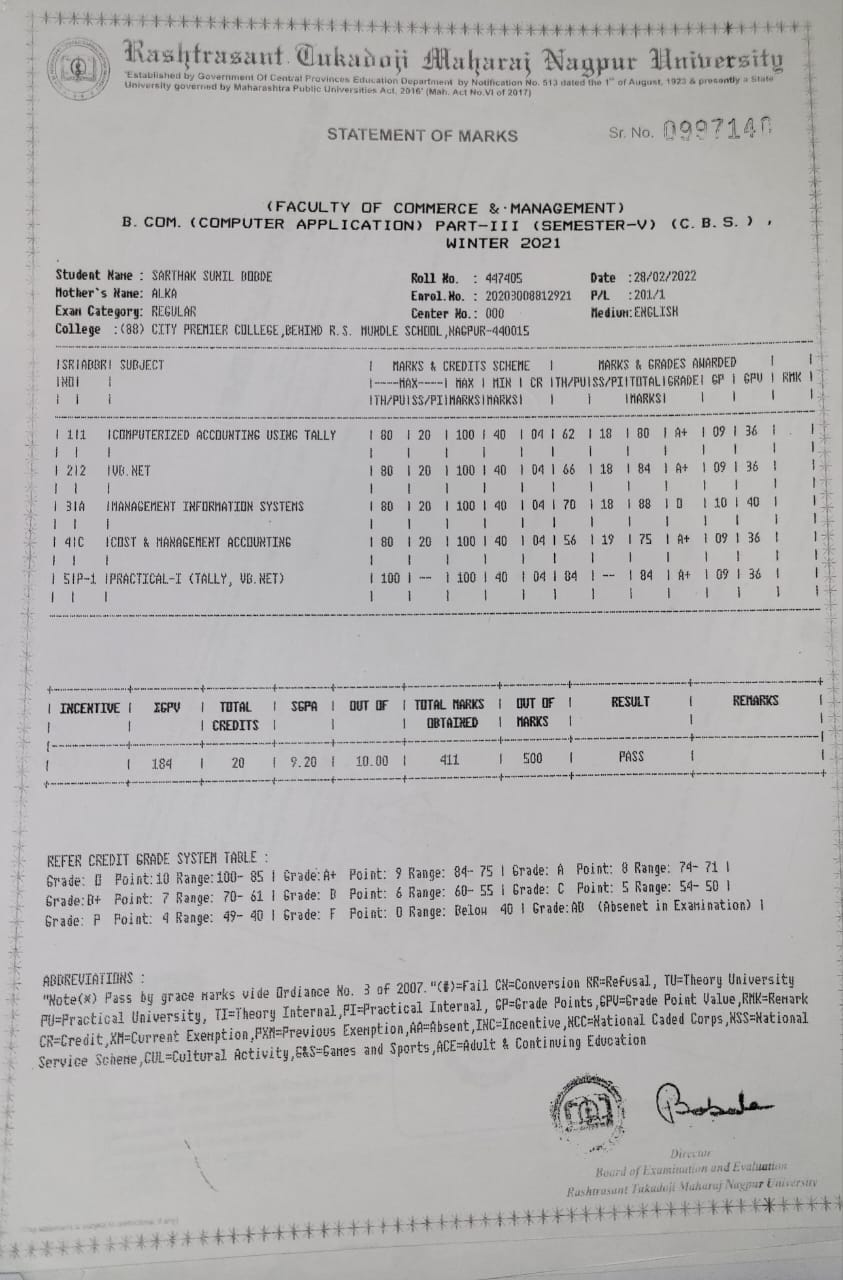 Rashtrasant Tukadoji Maharaj Nagpur University
"Established by Government Of Central Provinces Education Department by Notification No. 513 dated the 1st of August, 1923 & presently a State
University governed by Maharashtra Public Universities Act, 2016" (Mah. Act No.VI of 2017)
STATEMENT OF MARKS Sr. No. 0997140
(FACULTY OF COMMERCE & MANAGEMENT)
B. COM. (COMPUTER APPLICATION) PART-III (SEMESTER-V) (C. B. S. ) ,
WINTER 2021
Student Name : SARTHAK SUNIL BOBDE Roll No. : 447405 Date :28/02/2022
Mother's Name: ALKA Enrol.No. : 20203008812921 P/L :201/1
Exam Category: REGULAR Center No.: 000 Medium:ENGLISH
College :(88) CITY PREMIER COLLEGE,BEHIND R.S. MUNDLE SCHOOL,NAGPUR-440015
|SR|ABBR| SUBJECT | MARKS & CREDITS SCHEME | MARKS & GRADES AWARDED | |
|NO| | |----MAX----| MAX | MIN | CR |TH/PU|SS/PI|TOTAL|GRADE| GP | GPV | RMK |
| | | |TH/PU|SS/PI|MARKS|MARKS| | | |MARKS| | | | |
| 1|1 |COMPUTERIZED ACCOUNTING USING TALLY | 80 | 20 | 100 | 40 | 04 | 62 | 18 | 80 | A+ | 09 | 36 | |
| 2|2 |VB.NET | 80 | 20 | 100 | 40 | 04 | 66 | 18 | 84 | A+ | 09 | 36 | |
| 3|A |MANAGEMENT INFORMATION SYSTEMS | 80 | 20 | 100 | 40 | 04 | 70 | 18 | 88 | O | 10 | 40 | |
| 4|C |COST & MANAGEMENT ACCOUNTING | 80 | 20 | 100 | 40 | 04 | 56 | 19 | 75 | A+ | 09 | 36 | |
| 5|P-1 |PRACTICAL-I (TALLY, VB.NET) | 100 | -- | 100 | 40 | 04 | 84 | -- | 84 | A+ | 09 | 36 | |
| INCENTIVE | ΣGPV | TOTAL | SGPA | OUT OF | TOTAL MARKS | OUT OF | RESULT | REMARKS |
| | | CREDITS | | | OBTAINED | MARKS | | |
| | 184 | 20 | 9.20 | 10.00 | 411 | 500 | PASS | |
REFER CREDIT GRADE SYSTEM TABLE :
Grade: O Point:10 Range:100- 85 | Grade:A+ Point: 9 Range: 84- 75 | Grade: A Point: 8 Range: 74- 71 |
Grade:B+ Point: 7 Range: 70- 61 | Grade: B Point: 6 Range: 60- 55 | Grade: C Point: 5 Range: 54- 50 |
Grade: P Point: 4 Range: 49- 40 | Grade: F Point: 0 Range: Below 40 | Grade:AB (Absenet in Examination) |
ABBREVIATIONS :
"Note(*) Pass by grace marks vide Ordiance No. 3 of 2007."(#)=Fail CN=Conversion RR=Refusal, TU=Theory University
PU=Practical University, TI=Theory Internal,PI=Practical Internal, GP=Grade Points,GPV=Grade Point Value,RMK=Remark
CR=Credit,XM=Current Exemption,PXM=Previous Exemption,AA=Absent,INC=Incentive,NCC=National Caded Corps,NSS=National
Service Scheme,CUL=Cultural Activity,G&S=Games and Sports,ACE=Adult & Continuing Education
Director
Board of Examination and Evaluation
Rashtrasant Tukadoji Maharaj Nagpur University